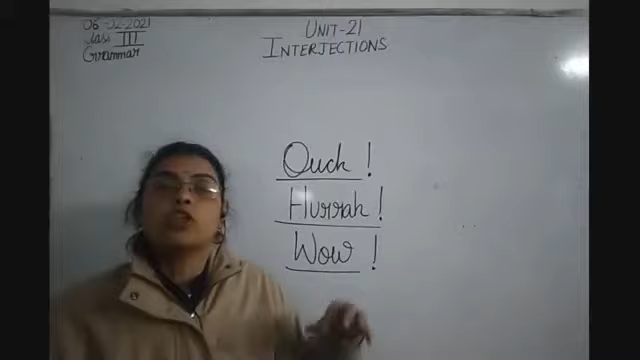 06-02-2021
Class III
Grammar
UNIT-21
INTERJECTIONS
Ouch !
Hurrah !
Wow !